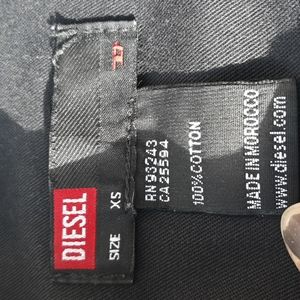 DIESEL
SIZE XS
RN 93243
CA 25594
100% COTTON
MADE IN MOROCCO
www.diesel.com